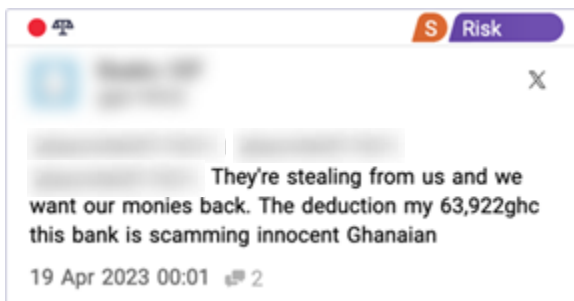 S Risk
X
They're stealing from us and we
want our monies back. The deduction my 63,922ghc
this bank is scamming innocent Ghanaian
19 Apr 2023 00:01 2